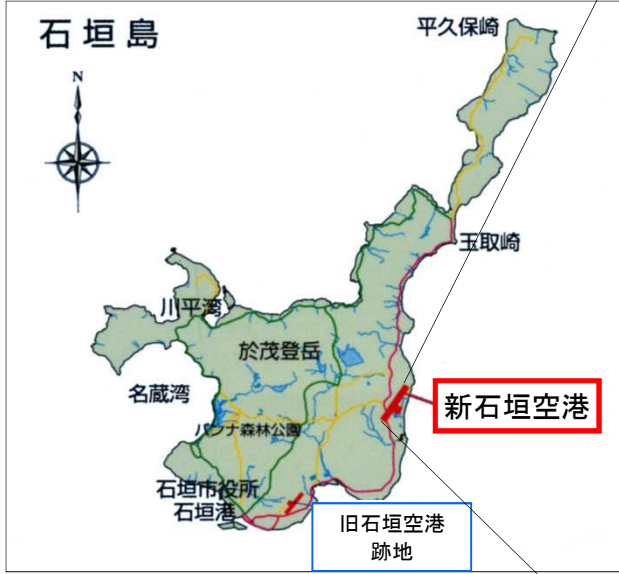 石垣島
平久保崎
N
玉取崎
川平湾
於茂登岳
名蔵湾
新石垣空港
バンナ森林公園
石垣市役所
石垣港
旧石垣空港
跡地